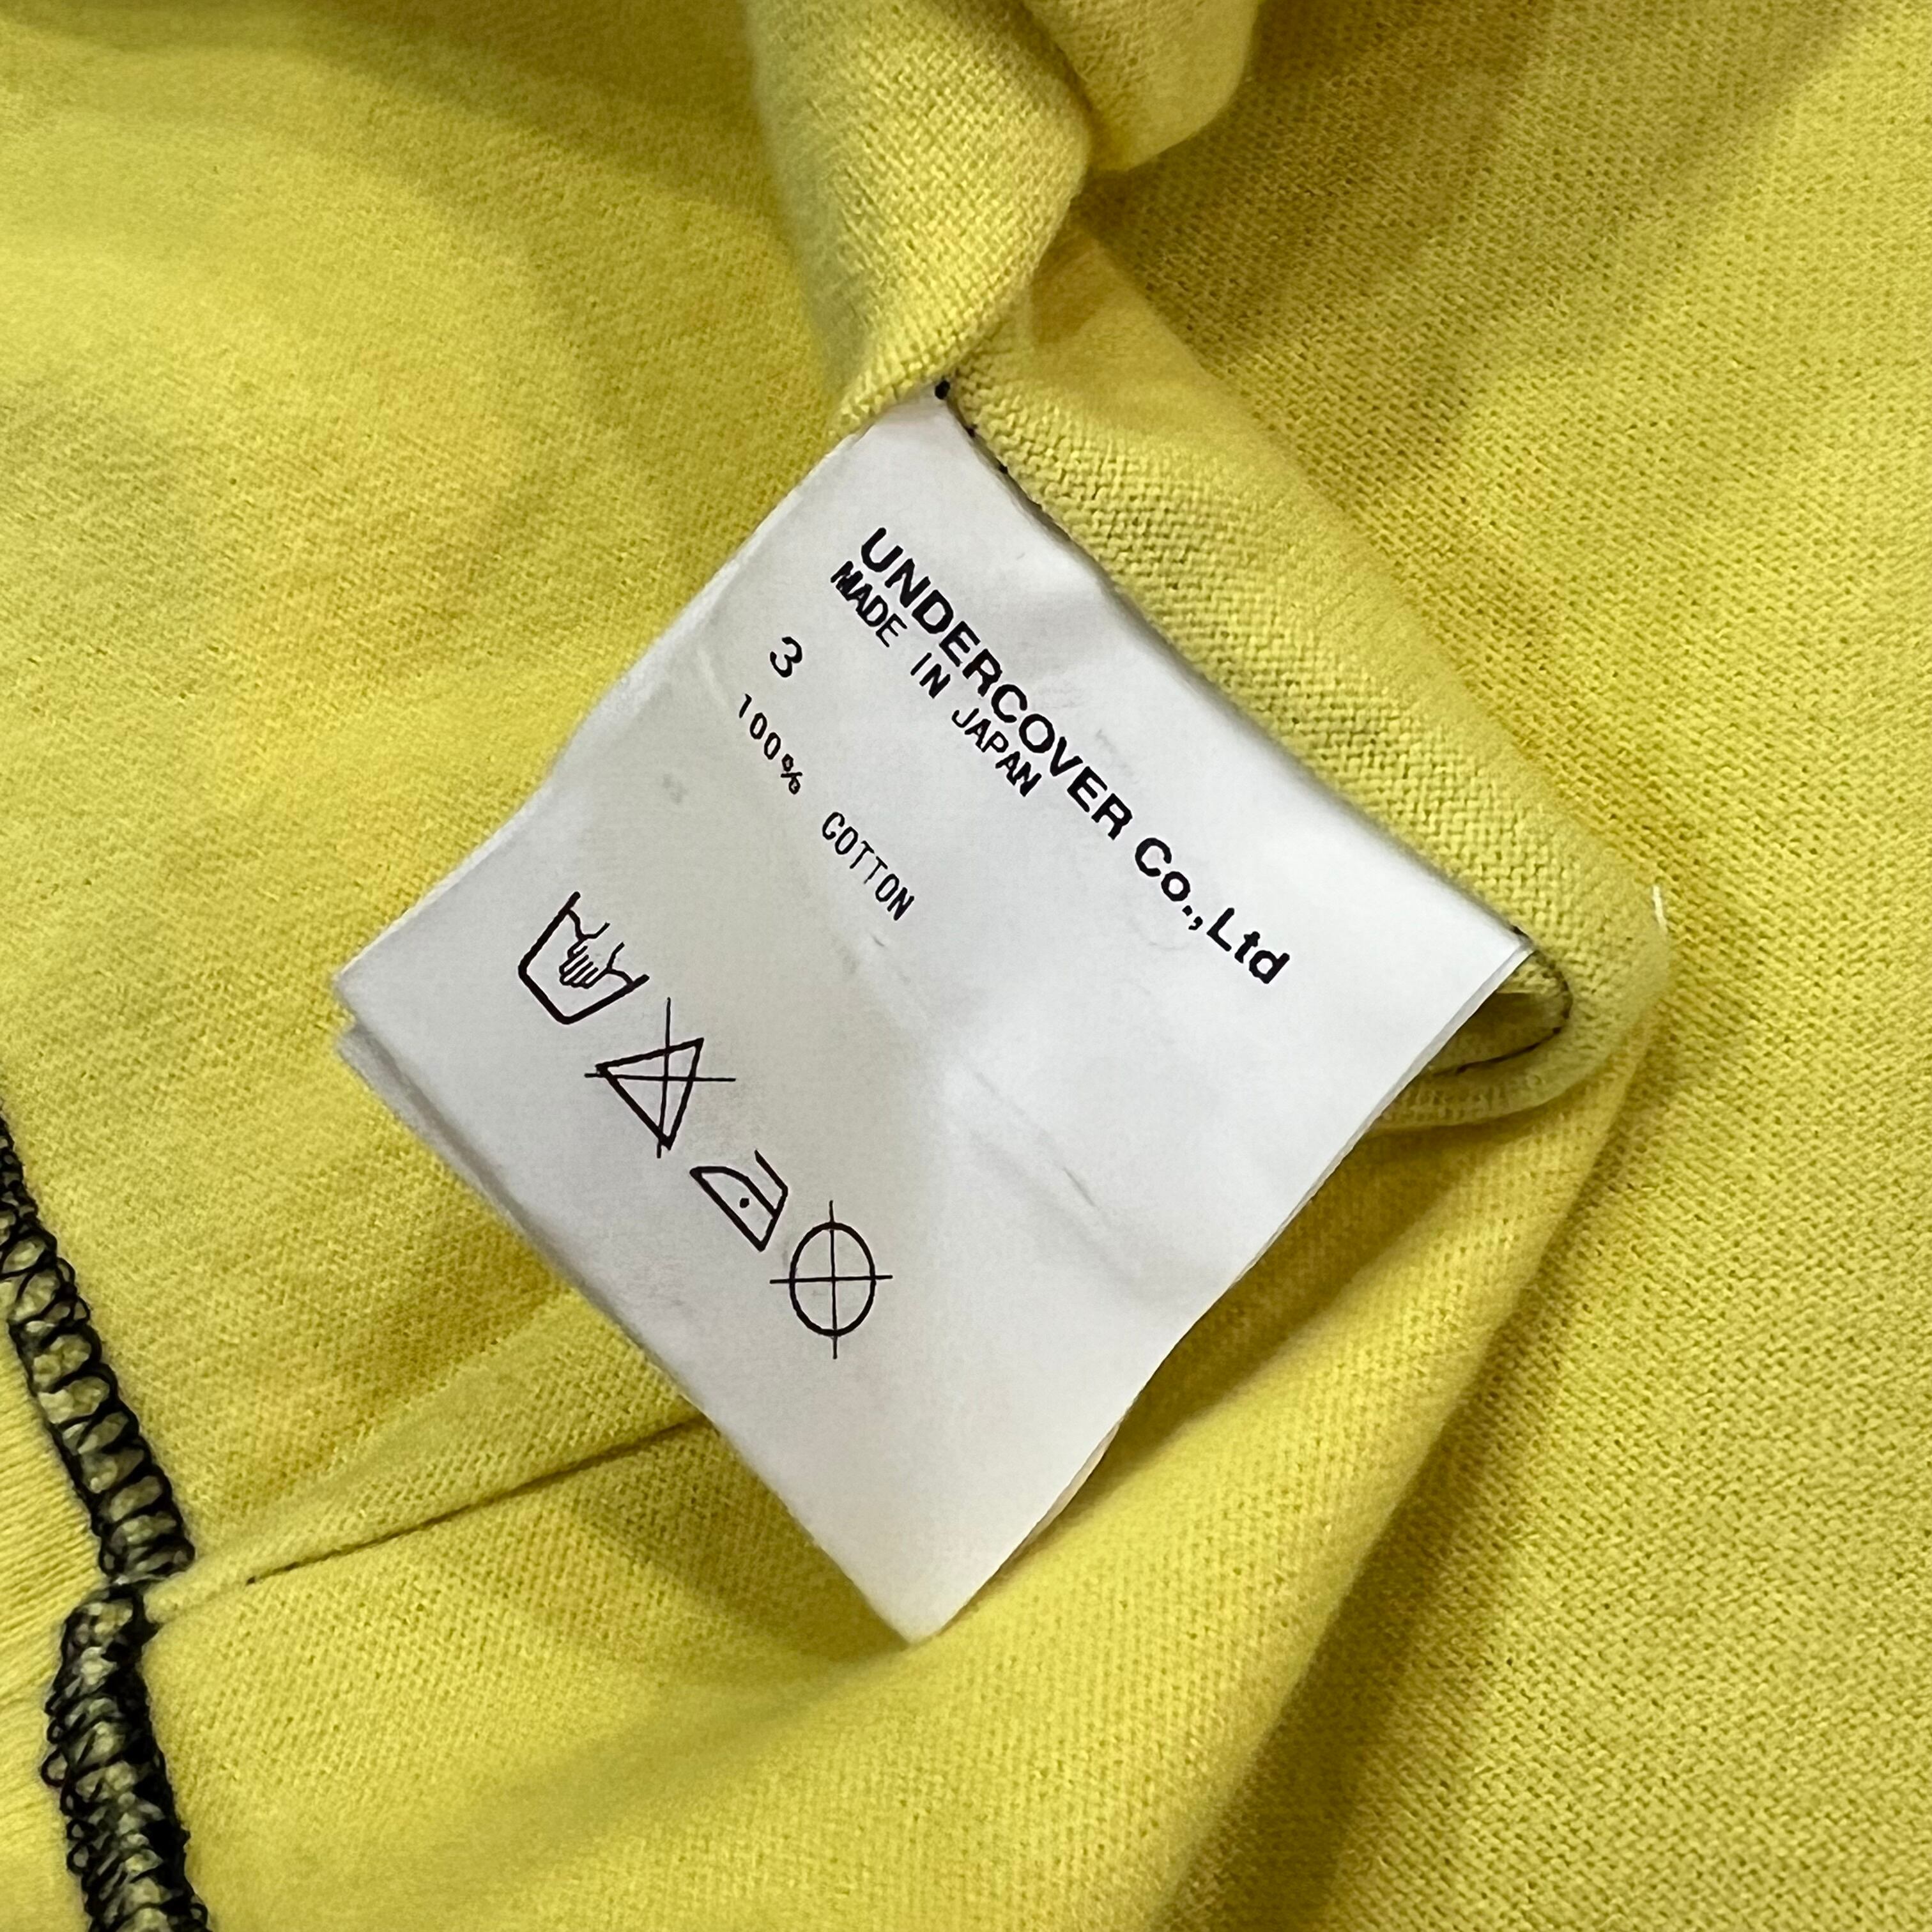 UNDERCOVER Co.,Ltd
MADE IN JAPAN
3
100% COTTON